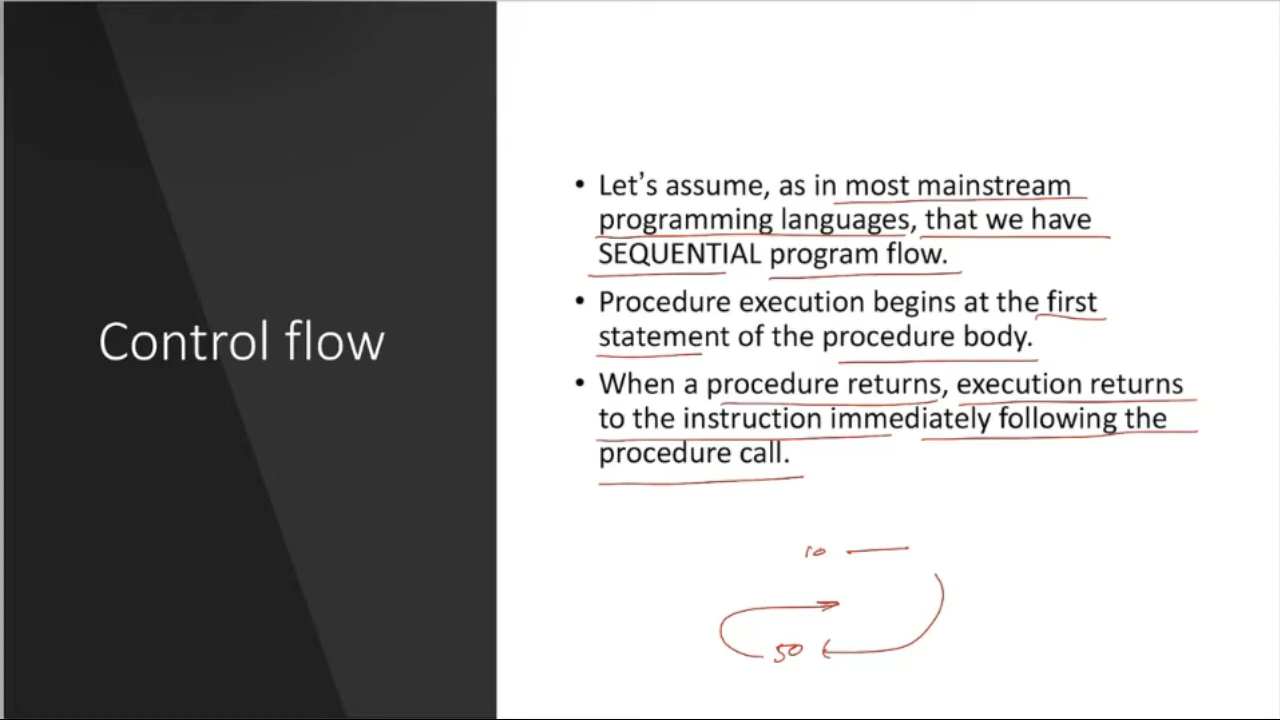 Control flow
• Let's assume, as in most mainstream
programming languages, that we have
SEQUENTIAL program flow.
• Procedure execution begins at the first
statement of the procedure body.
• When a procedure returns, execution returns
to the instruction immediately following the
procedure call.
10
50